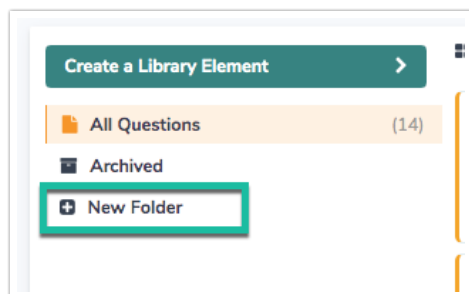 Create a Library Element
All Questions (14)
Archived
New Folder